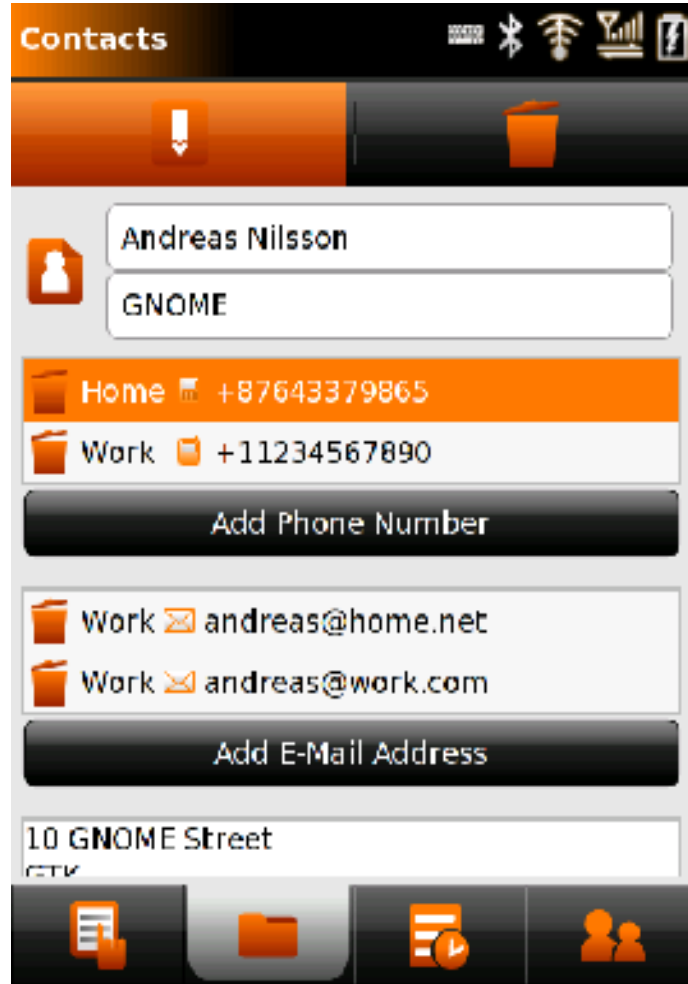 Contacts
Andreas Nilsson
GNOME
Home +87643379865
Work +11234567890
Add Phone Number
Work andreas@home.net
Work andreas@work.com
Add E-Mail Address
10 GNOME Street
GTK